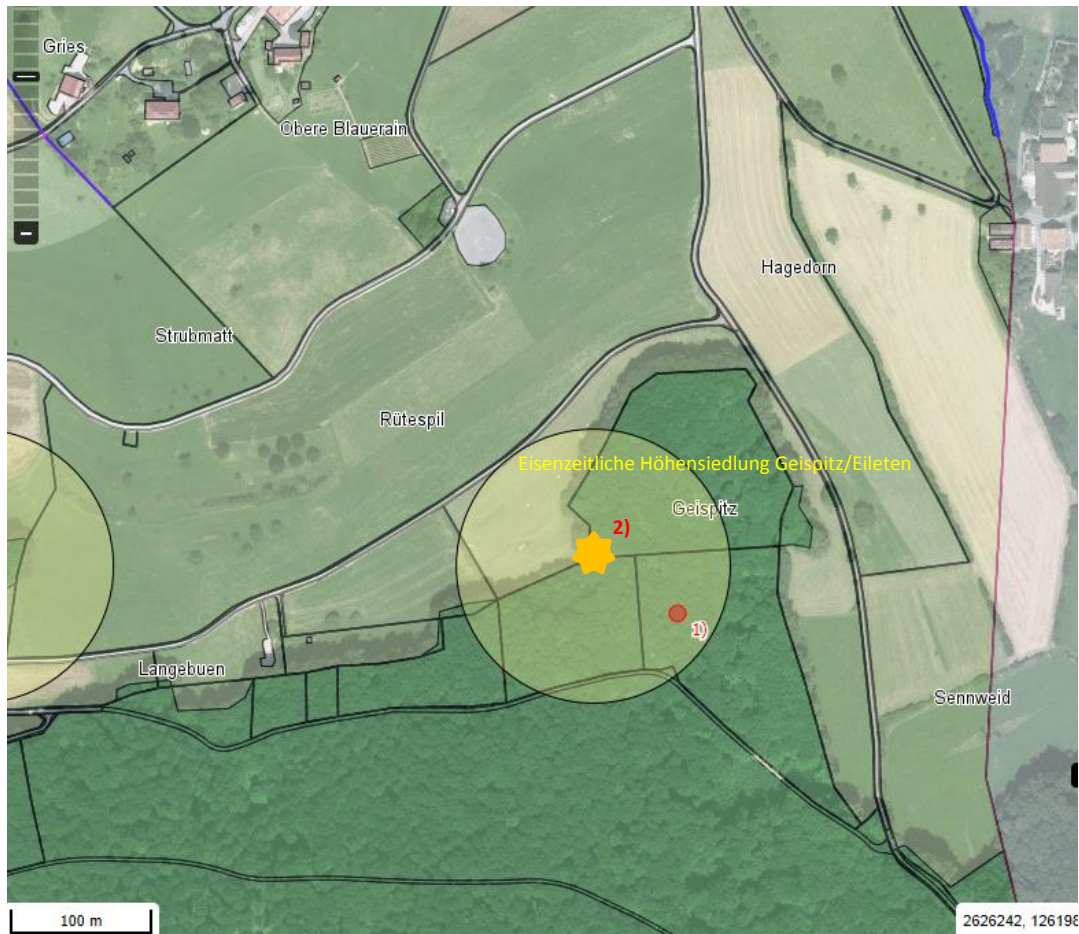 Gries
Obere Blauerain
Hagedorn
Strubmatt
Rütespil
Eisenzeitliche Höhensiedlung Geispitz/Eileten
Geispitz
2)
1)
Langebuen
Sennweid
100 m
2626242, 126198